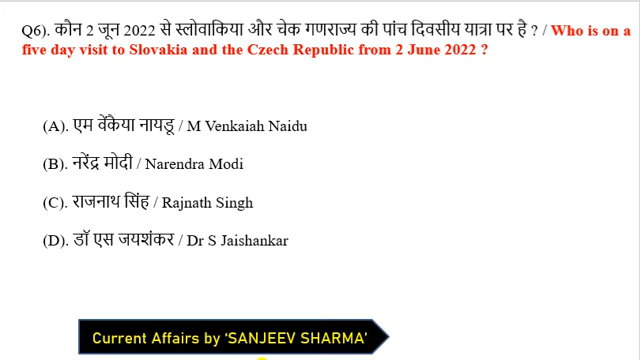 Q6). कौन 2 जून 2022 से स्लोवाकिया और चेक गणराज्य की पांच दिवसीय यात्रा पर है ? / Who is on a
five day visit to Slovakia and the Czech Republic from 2 June 2022 ?
(A). एम वेंकैया नायडू / M Venkaiah Naidu
(B). नरेंद्र मोदी / Narendra Modi
(C). राजनाथ सिंह / Rajnath Singh
(D). डॉ एस जयशंकर / Dr S Jaishankar
Current Affairs by ‘SANJEEV SHARMA’